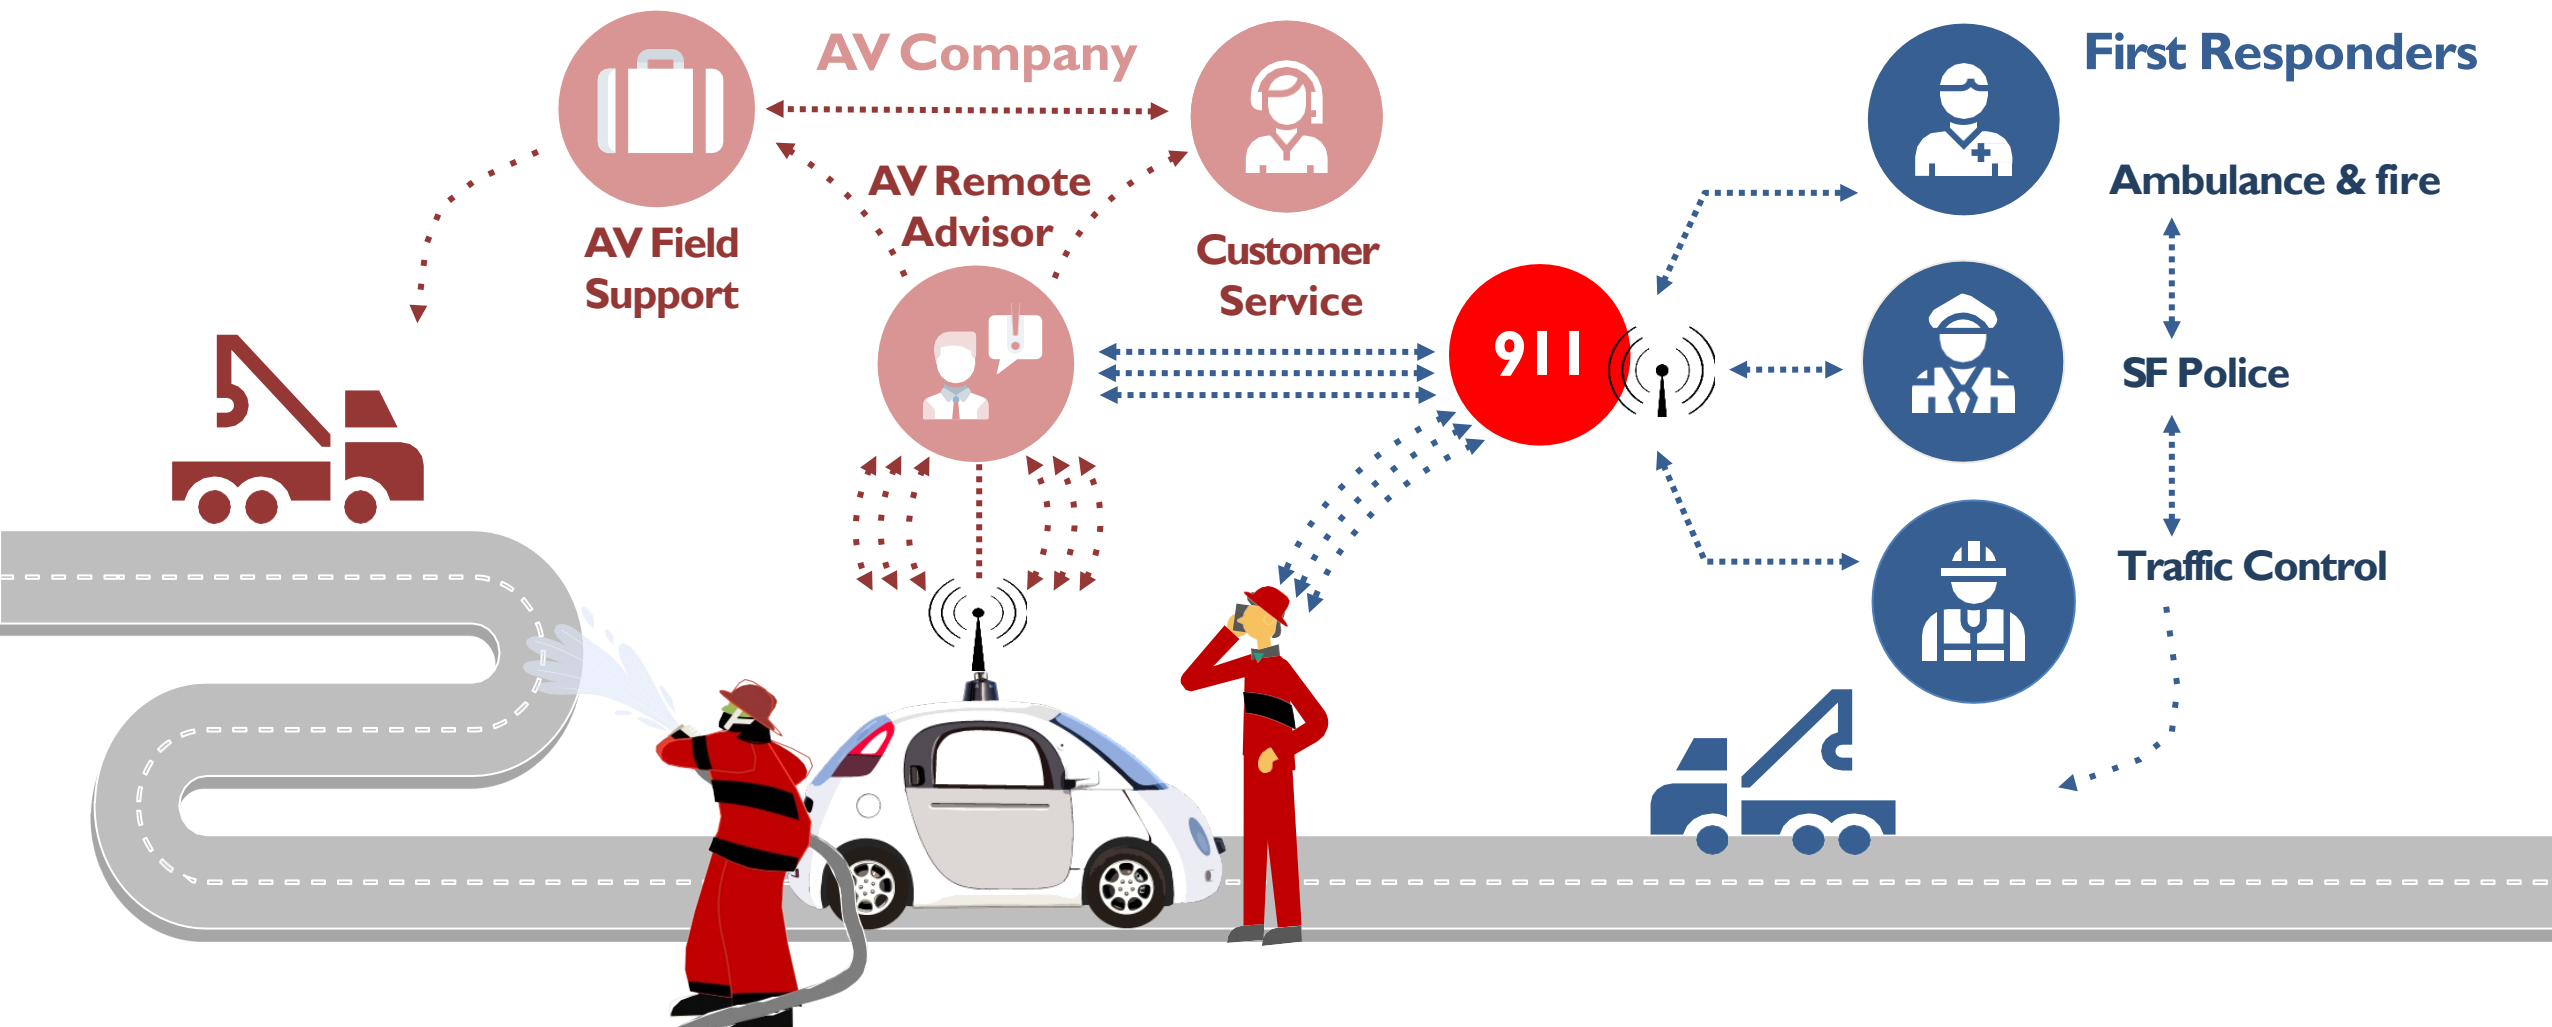 AV Company
First Responders
AV Remote
Advisor
Ambulance & fire
AV Field
Support
Customer
Service
911
SF Police
Traffic Control